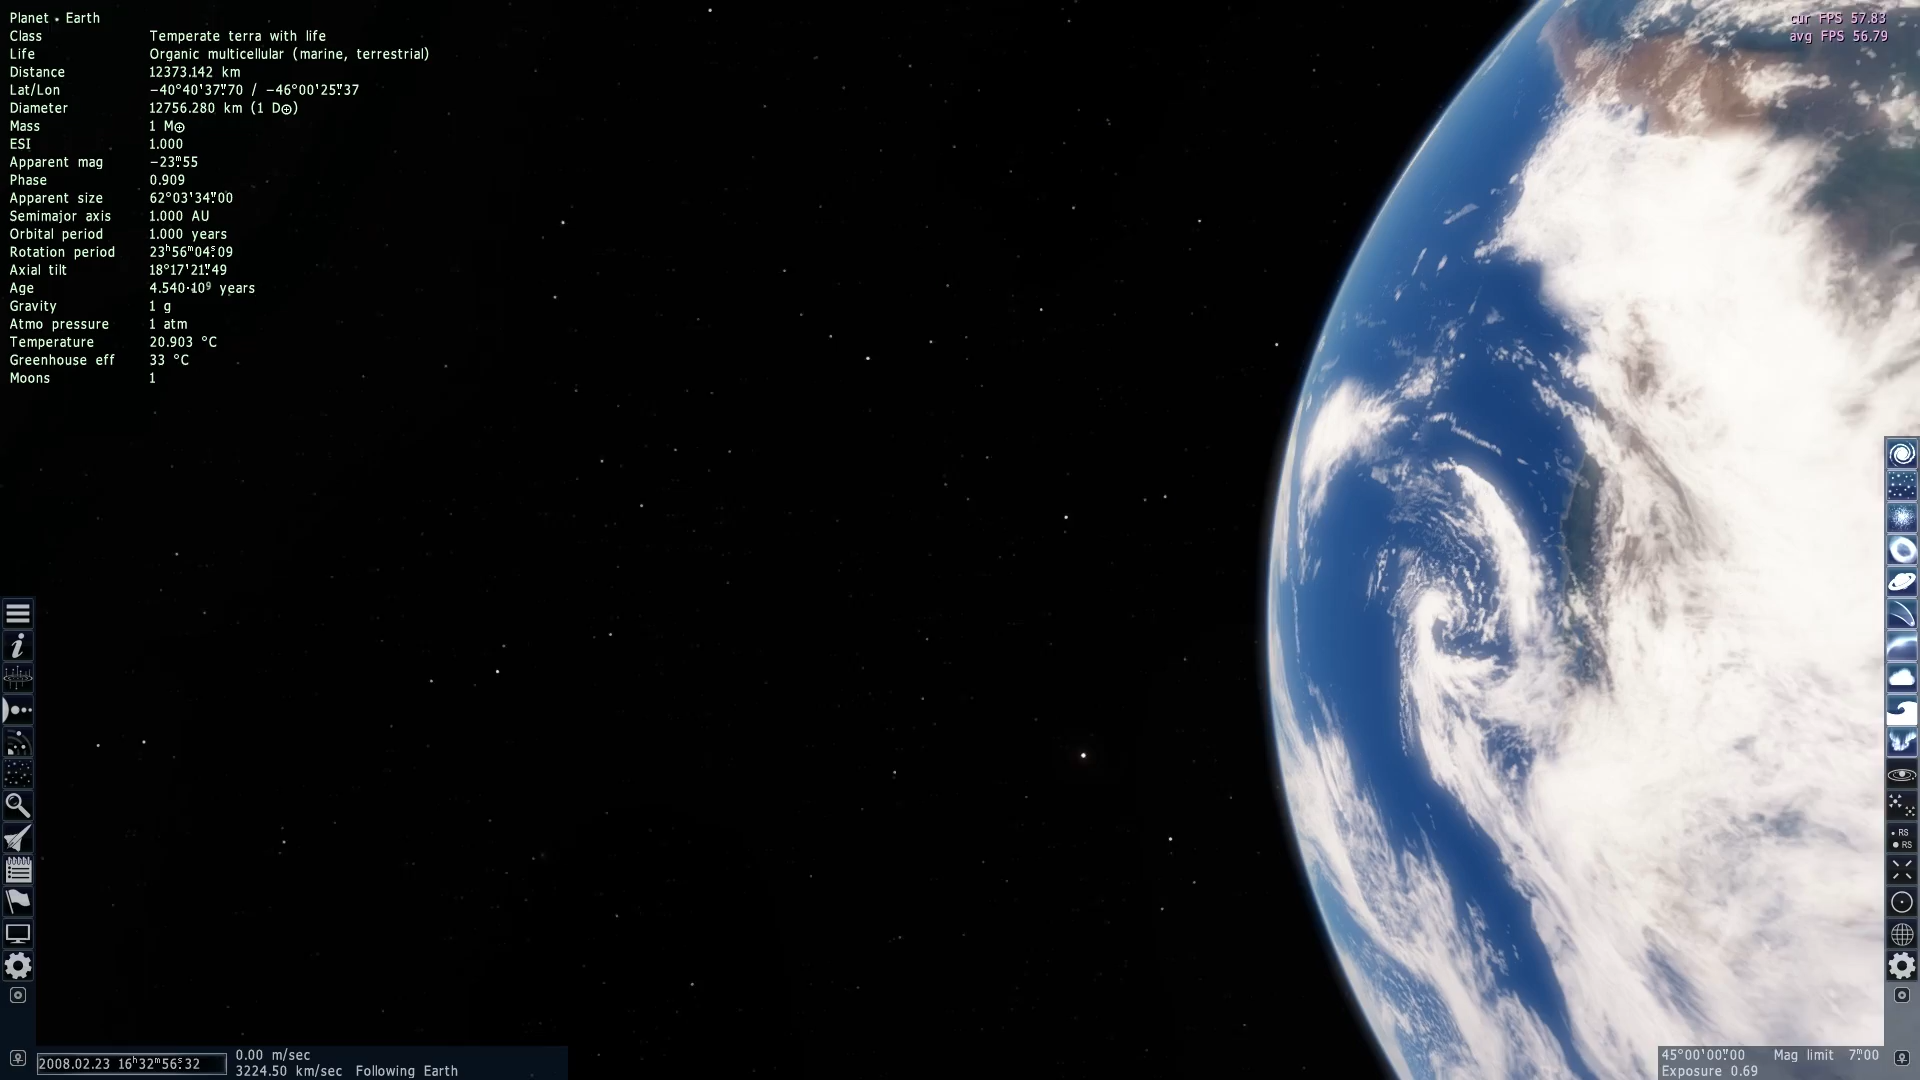 Planet • Earth
Class Temperate terra with life
Life Organic multicellular (marine, terrestrial)
Distance 12373.142 km
Lat/Lon −40°40'37."70 / −46°00'25."37
Diameter 12756.280 km (1 D⊕)
Mass 1 M⊕
ESI 1.000
Apparent mag −23.ᵐ55
Phase 0.909
Apparent size 62°03'34."00
Semimajor axis 1.000 AU
Orbital period 1.000 years
Rotation period 23ʰ56ᵐ04.ˢ09
Axial tilt 18°17'21."49
Age 4.540·10⁹ years
Gravity 1 g
Atmo pressure 1 atm
Temperature 20.903 °C
Greenhouse eff 33 °C
Moons 1
cur FPS 57.83
avg FPS 56.79
RS
RS
2008.02.23 16ʰ32ᵐ56.ˢ32
0.00 m/sec
3224.50 km/sec Following Earth
45°00'00."00 Mag limit 7.ᵐ00
Exposure 0.69